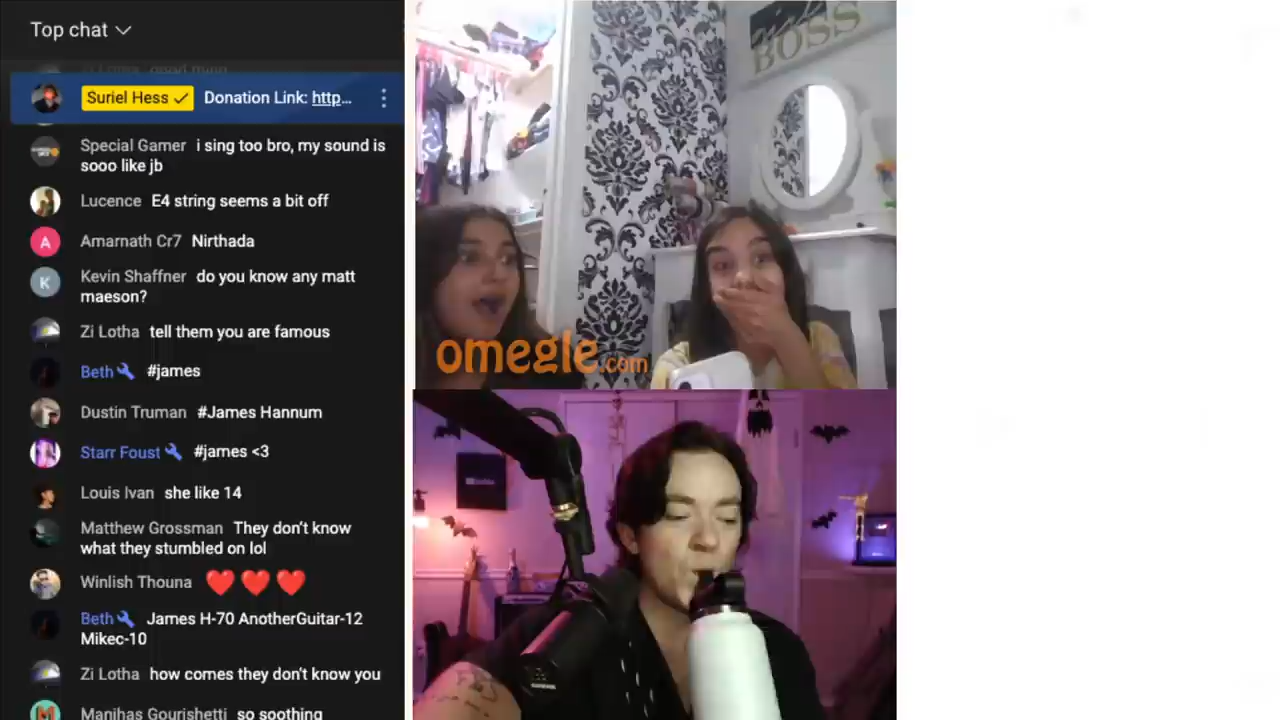 Top chat
Suriel Hess Donation Link: http...
Special Gamer i sing too bro, my sound is
sooo like jb
Lucence E4 string seems a bit off
A Amarnath Cr7 Nirthada
K Kevin Shaffner do you know any matt
maeson?
Zi Lotha tell them you are famous
Beth #james
Dustin Truman #James Hannum
Starr Foust #james <3
Louis Ivan she like 14
Matthew Grossman They don't know
what they stumbled on lol
Winlish Thouna
Beth James H-70 AnotherGuitar-12
Mikec-10
Zi Lotha how comes they don't know you
Manihas Gourishetti so soothing
BOSS
omegle.com